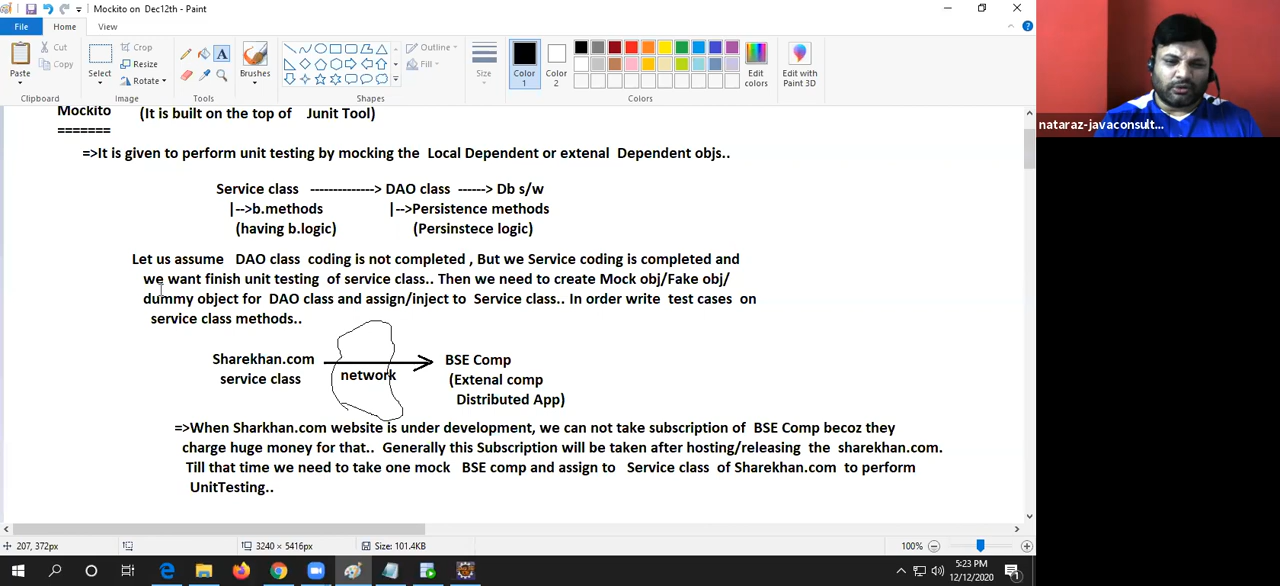 Mockito on Dec12th - Paint
File Home View
Paste Cut Copy Clipboard
Select Crop Resize Rotate Image
A Tools
Brushes
Outline Fill Shapes
Size
Color 1 Color 2 Edit colors Colors
Edit with Paint 3D
nataraz-javaconsult...
Mockito (It is built on the top of Junit Tool)
=======
=>It is given to perform unit testing by mocking the Local Dependent or extenal Dependent objs..
Service class --------------> DAO class ------> Db s/w
|-->b.methods |-->Persistence methods
(having b.logic) (Persinstece logic)
Let us assume DAO class coding is not completed , But we Service coding is completed and
we want finish unit testing of service class.. Then we need to create Mock obj/Fake obj/
dummy object for DAO class and assign/inject to Service class.. In order write test cases on
service class methods..
Sharekhan.com BSE Comp
service class network (Extenal comp
Distributed App)
=>When Sharkhan.com website is under development, we can not take subscription of BSE Comp becoz they
charge huge money for that.. Generally this Subscription will be taken after hosting/releasing the sharekhan.com.
Till that time we need to take one mock BSE comp and assign to Service class of Sharekhan.com to perform
UnitTesting..
207, 372px 3240 × 5416px Size: 101.4KB 100%
5:23 PM
12/12/2020